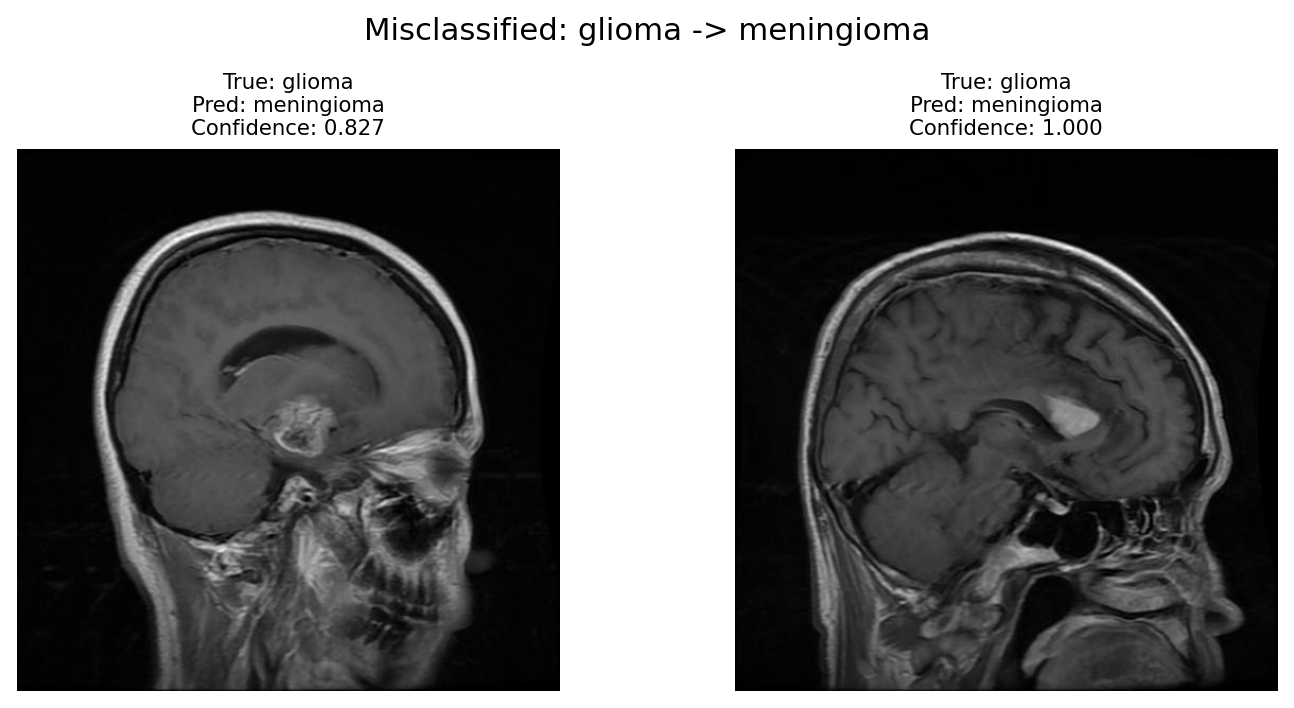 Misclassified: glioma -> meningioma
True: glioma
Pred: meningioma
Confidence: 0.827
True: glioma
Pred: meningioma
Confidence: 1.000